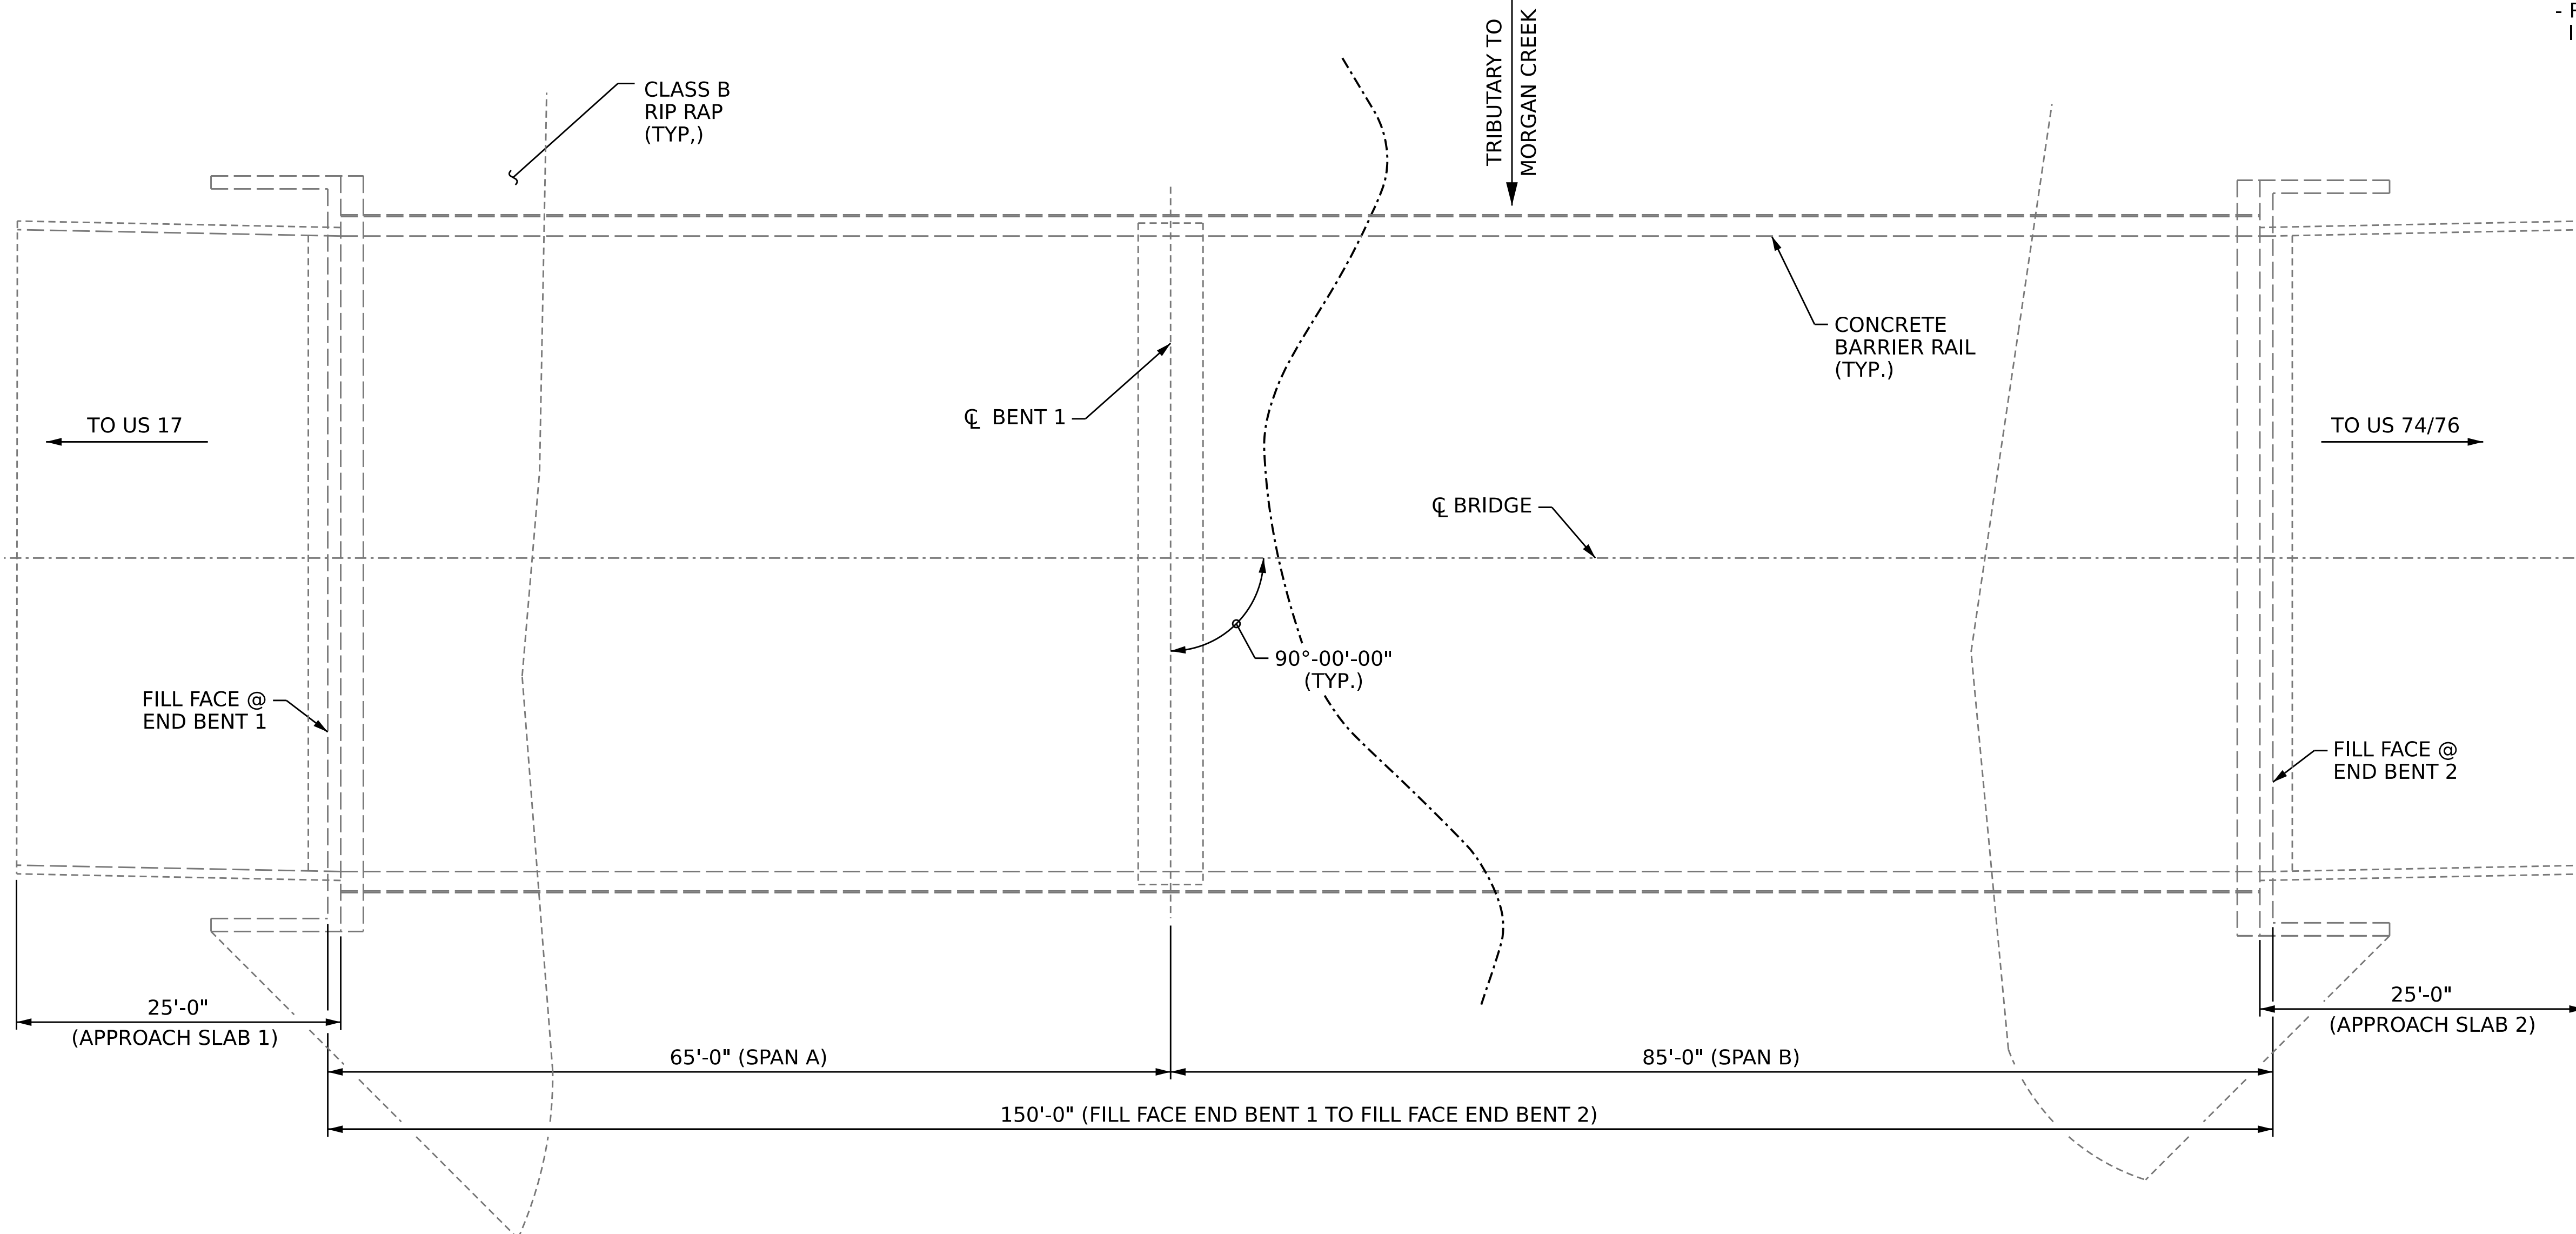 TRIBUTARY TO
MORGAN CREEK
CLASS B
RIP RAP
(TYP,)
CONCRETE
BARRIER RAIL
(TYP.)
℄ BENT 1
TO US 17
TO US 74/76
℄ BRIDGE
90°-00'-00"
(TYP.)
FILL FACE @
END BENT 1
FILL FACE @
END BENT 2
25'-0"
(APPROACH SLAB 1)
25'-0"
(APPROACH SLAB 2)
65'-0" (SPAN A)
85'-0" (SPAN B)
150'-0" (FILL FACE END BENT 1 TO FILL FACE END BENT 2)